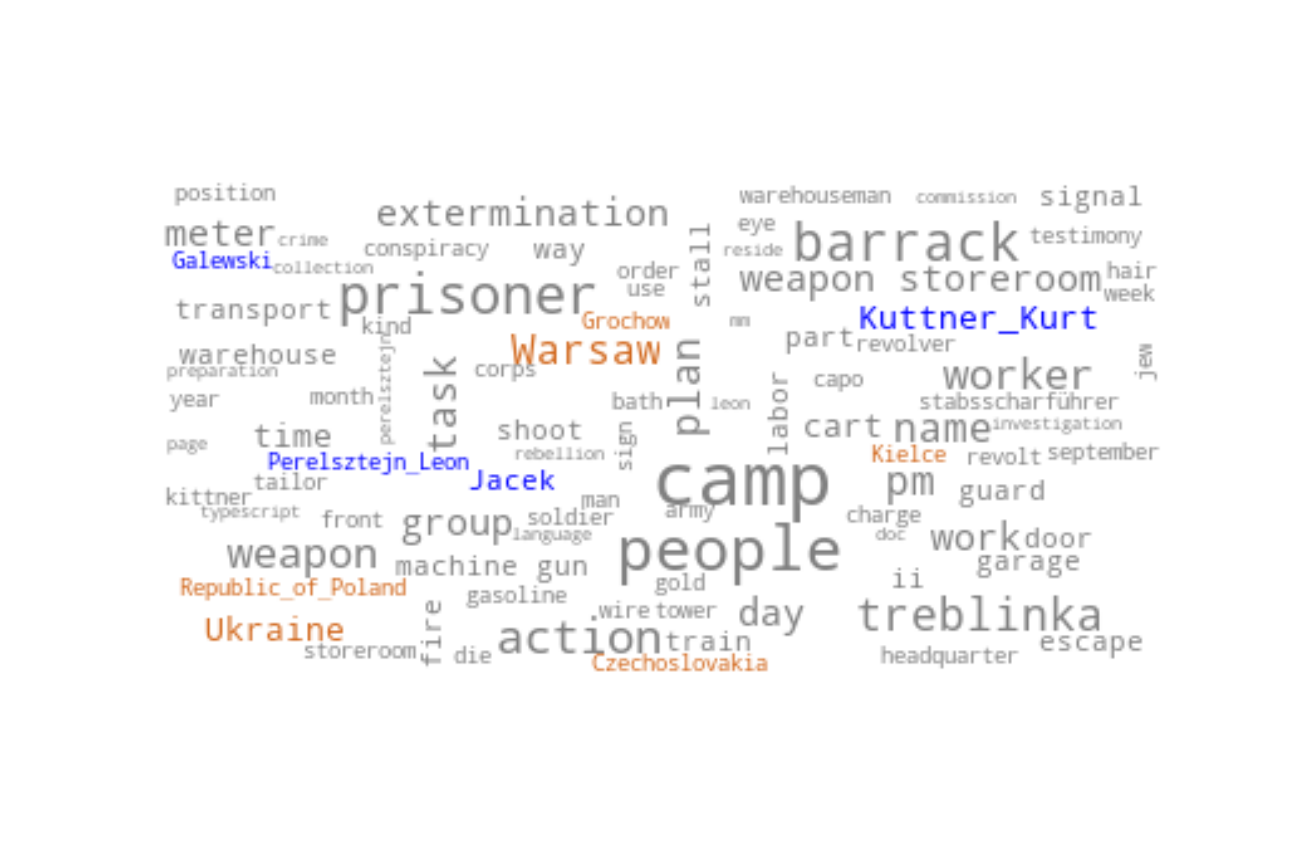 position
warehouseman
commission
signal
extermination
meter
crime
conspiracy
way
stall
eye
reside
barrack
testimony
Galewski
collection
order
use
weapon storeroom
hair
week
transport
prisoner
kind
Grochow
mm
Kuttner_Kurt
part
revolver
warehouse
preparation
perelsztejn
task
corps
Warsaw
plan
labor
capo
worker
jew
year
month
bath
leon
stabsscharführer
page
time
shoot
rebellion
sign
cart
name
investigation
Perelsztejn_Leon
Jacek
Kielce
revolt
september
kittner
tailor
typescript
front
man
camp
army
pm
guard
group
soldier
language
charge
doc
work
door
weapon
machine gun
people
garage
Republic_of_Poland
gasoline
gold
ii
Ukraine
fire
wire
tower
day
treblinka
storeroom
die
action
train
escape
Czechoslovakia
headquarter